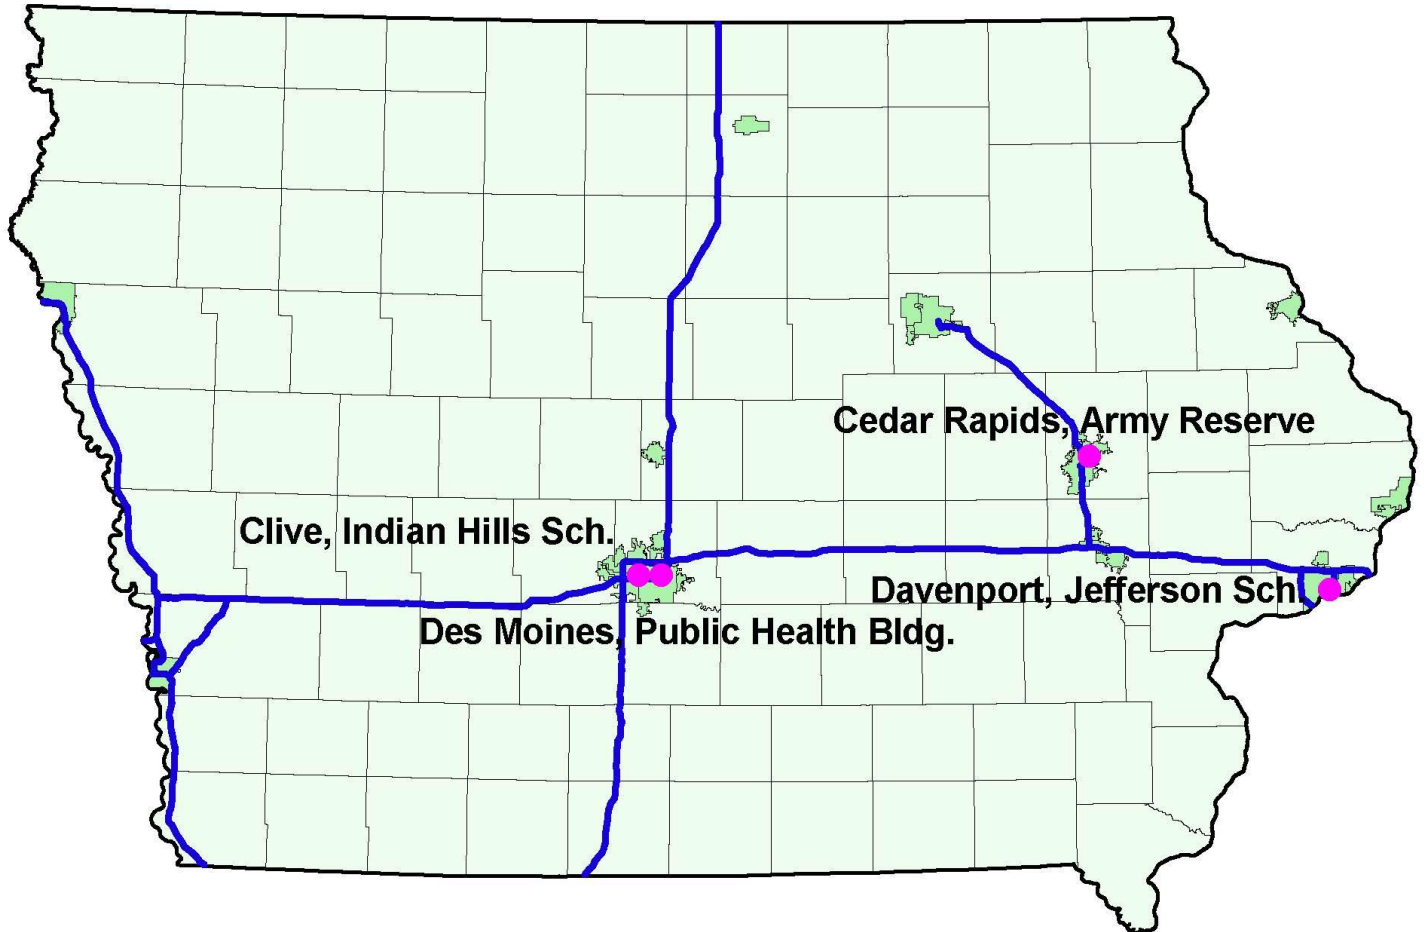 Cedar Rapids, Army Reserve
Clive, Indian Hills Sch.
Davenport, Jefferson Sch.
Des Moines, Public Health Bldg.